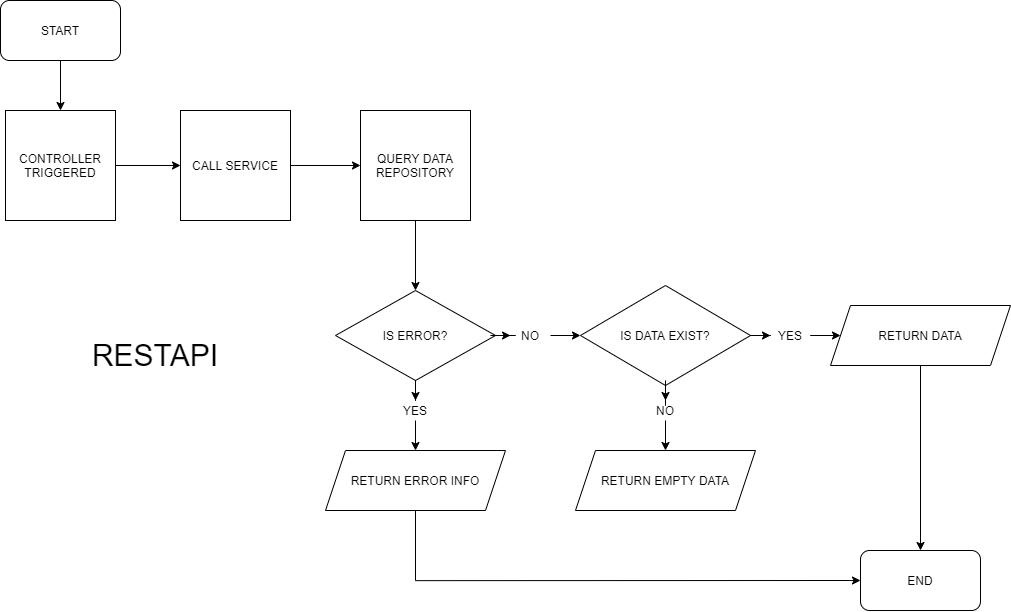 START
CONTROLLER
TRIGGERED
CALL SERVICE
QUERY DATA
REPOSITORY
IS ERROR?
NO
IS DATA EXIST?
YES
RETURN DATA
RESTAPI
YES
NO
RETURN ERROR INFO
RETURN EMPTY DATA
END